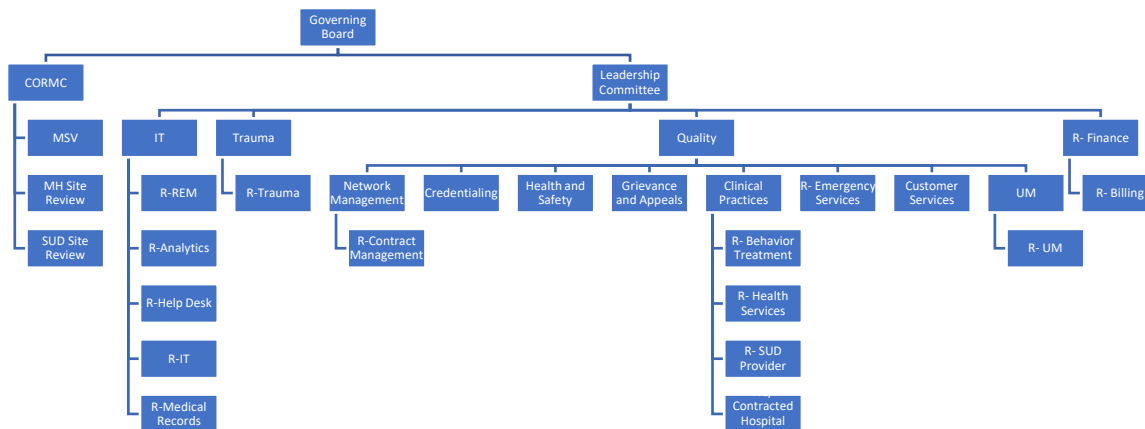 Governing
Board
CORMC
Leadership
Committee
MSV
IT
Trauma
Quality
R- Finance
MH Site
Review
R-REM
R-Trauma
Network
Management
Credentialing
Health and
Safety
Grievance
and Appeals
Clinical
Practices
R- Emergency
Services
Customer
Services
UM
R- Billing
SUD Site
Review
R-Analytics
R-Contract
Management
R- Behavior
Treatment
R- UM
R-Help Desk
R- Health
Services
R-IT
R- SUD
Provider
R-Medical
Records
Contracted
Hospital